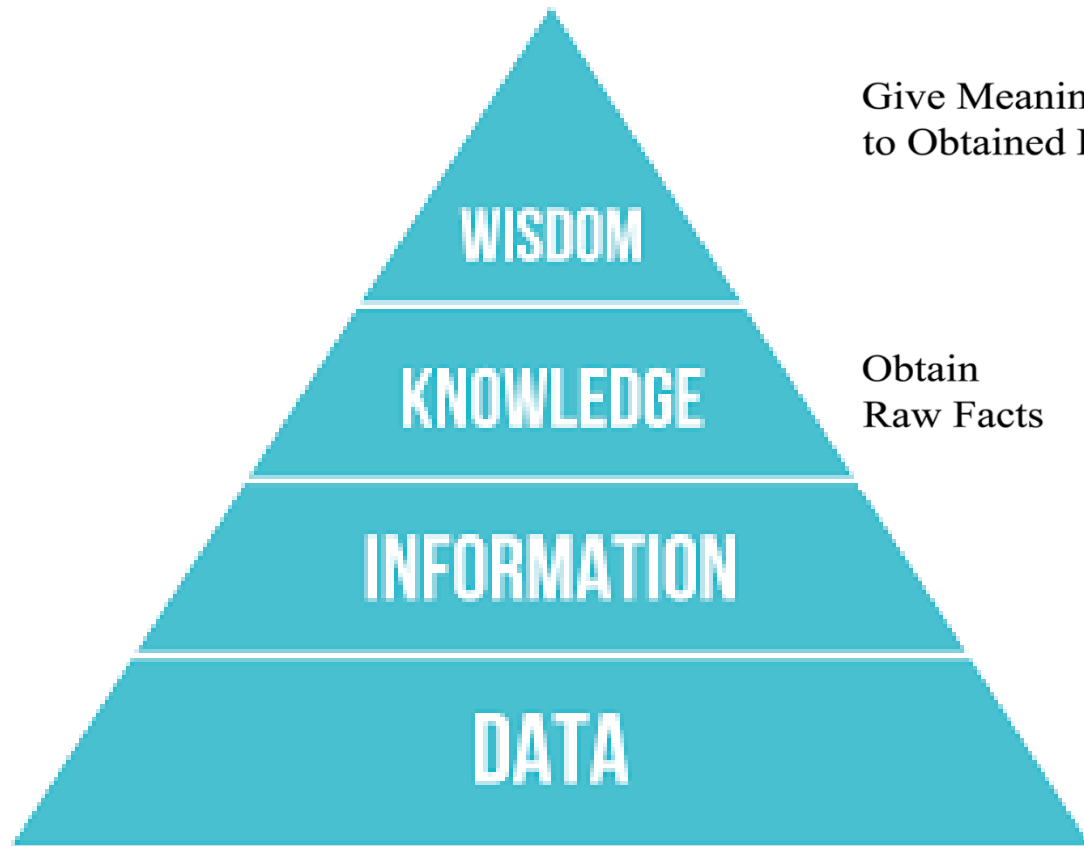 Give
to Obtained
WISDOM
Obtain
Raw Facts
KNOWLEDGE
INFORMATION
DATA